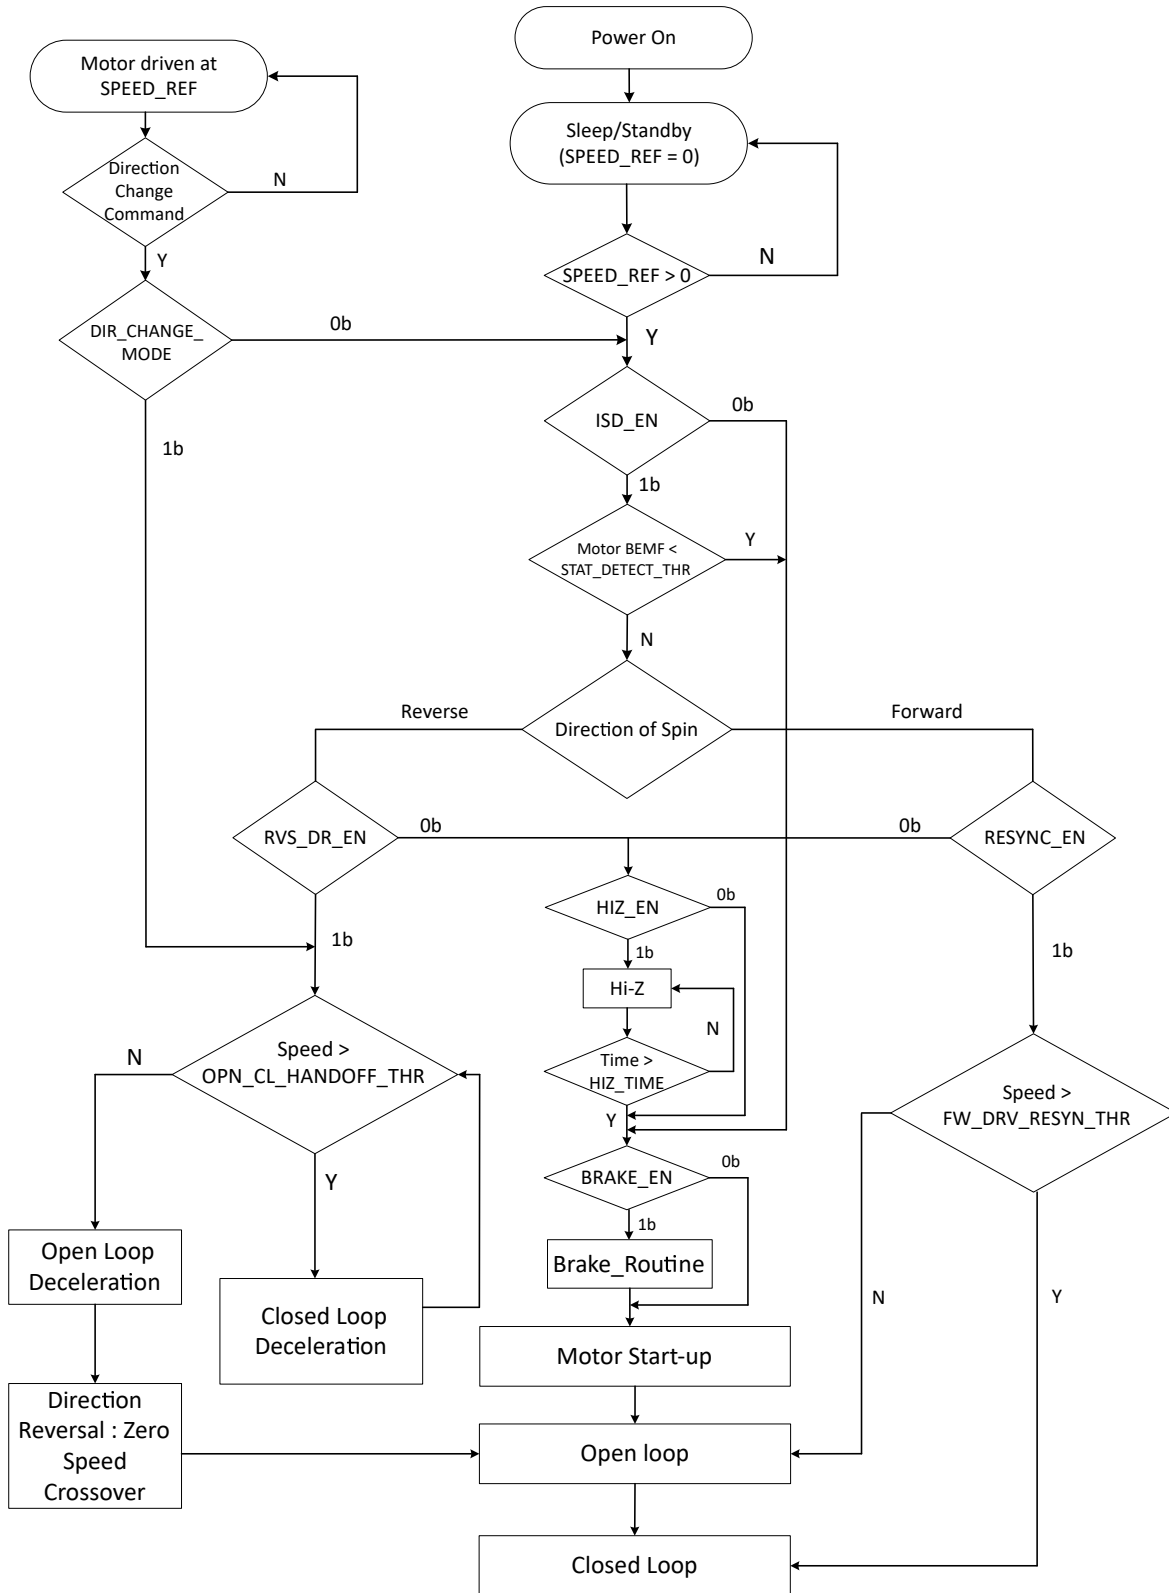 Power On
Motor driven at
SPEED_REF
Sleep/Standby
(SPEED_REF = 0)
Direction
Change
Command
N
Y
SPEED_REF > 0
N
DIR_CHANGE_
MODE
0b
Y
1b
ISD_EN
0b
1b
Motor BEMF <
STAT_DETECT_THR
Y
N
Reverse
Direction of Spin
Forward
RVS_DR_EN
0b
0b
RESYNC_EN
HIZ_EN
0b
1b
1b
1b
Hi-Z
N
Time >
HIZ_TIME
Y
Speed >
OPN_CL_HANDOFF_THR
N
Y
Speed >
FW_DRV_RESYN_THR
BRAKE_EN
0b
1b
Brake_Routine
Open Loop
Deceleration
Closed Loop
Deceleration
N
Y
Motor Start-up
Direction
Reversal : Zero
Speed
Crossover
Open loop
Closed Loop